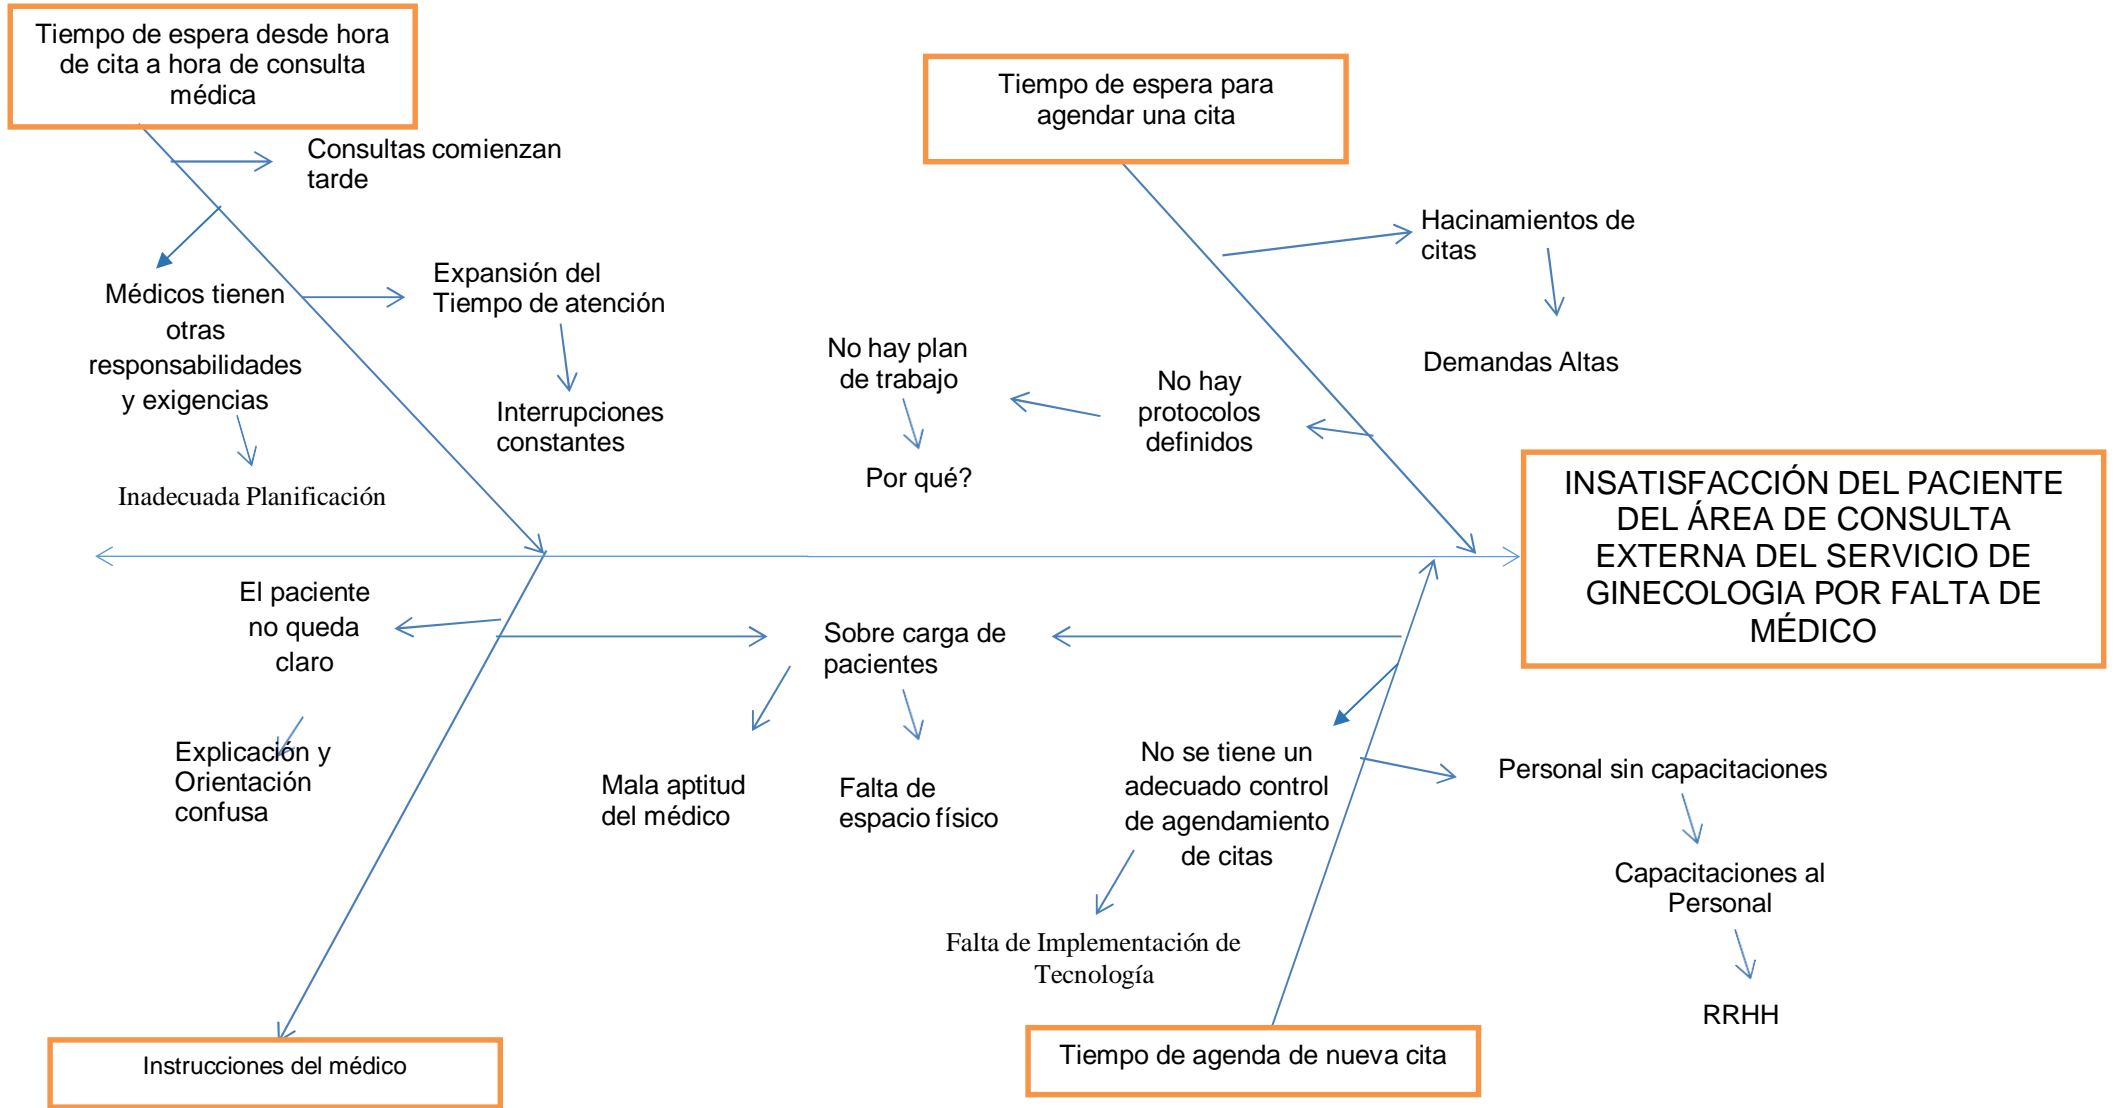 Tiempo de espera desde hora
de cita a hora de consulta
médica
Tiempo de espera para
agendar una cita
Consultas comienzan
tarde
Hacinamientos de
citas
Expansión del
Tiempo de atención
Médicos tienen
otras
responsabilidades
y exigencias
No hay plan
de trabajo
No hay
protocolos
definidos
Demandas Altas
Interrupciones
constantes
Por qué?
Inadecuada Planificación
INSATISFACCIÓN DEL PACIENTE
DEL ÁREA DE CONSULTA
EXTERNA DEL SERVICIO DE
GINECOLOGIA POR FALTA DE
MÉDICO
El paciente
no queda
claro
Sobre carga de
pacientes
Explicación y
Orientación
confusa
Mala aptitud
del médico
Falta de
espacio físico
No se tiene un
adecuado control
de agendamiento
de citas
Personal sin capacitaciones
Capacitaciones al
Personal
Falta de Implementación de
Tecnología
RRHH
Instrucciones del médico
Tiempo de agenda de nueva cita